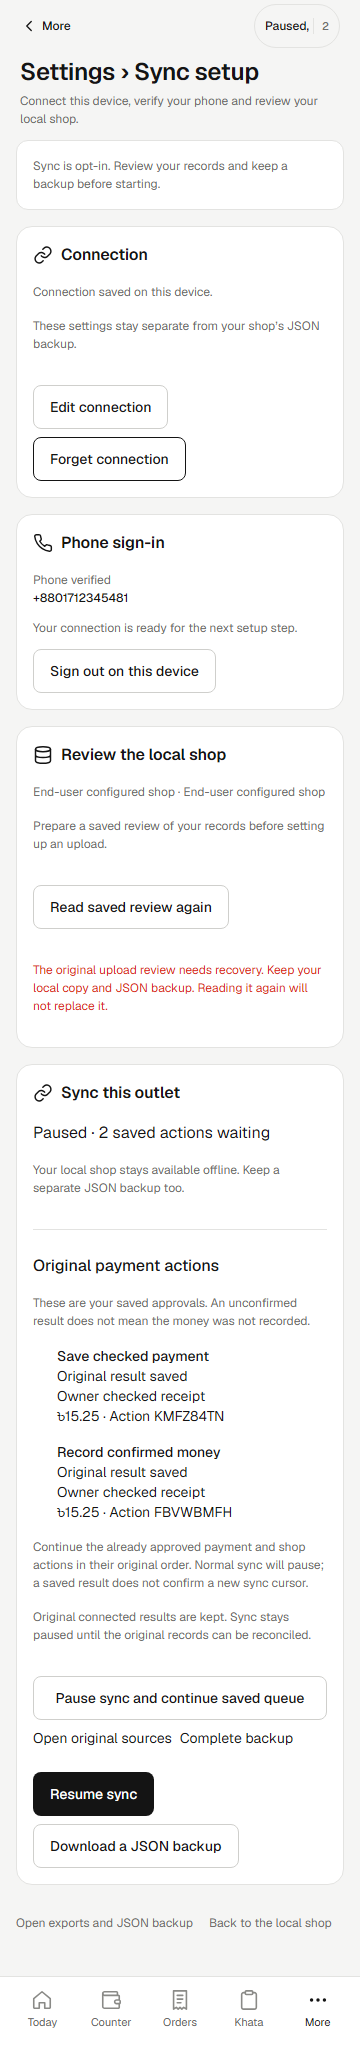 More
Paused, 2
Settings › Sync setup
Connect this device, verify your phone and review your
local shop.
Sync is opt-in. Review your records and keep a
backup before starting.
Connection
Connection saved on this device.
These settings stay separate from your shop's JSON
backup.
Edit connection
Forget connection
Phone sign-in
Phone verified
+8801712345481
Your connection is ready for the next setup step.
Sign out on this device
Review the local shop
End-user configured shop · End-user configured shop
Prepare a saved review of your records before setting
up an upload.
Read saved review again
The original upload review needs recovery. Keep your
local copy and JSON backup. Reading it again will
not replace it.
Sync this outlet
Paused · 2 saved actions waiting
Your local shop stays available offline. Keep a
separate JSON backup too.
Original payment actions
These are your saved approvals. An unconfirmed
result does not mean the money was not recorded.
Save checked payment
Original result saved
Owner checked receipt
৳15.25 · Action KMFZ84TN
Record confirmed money
Original result saved
Owner checked receipt
৳15.25 · Action FBVWBMFH
Continue the already approved payment and shop
actions in their original order. Normal sync will pause;
a saved result does not confirm a new sync cursor.
Original connected results are kept. Sync stays
paused until the original records can be reconciled.
Pause sync and continue saved queue
Open original sources Complete backup
Resume sync
Download a JSON backup
Open exports and JSON backup Back to the local shop
Today Counter Orders Khata More